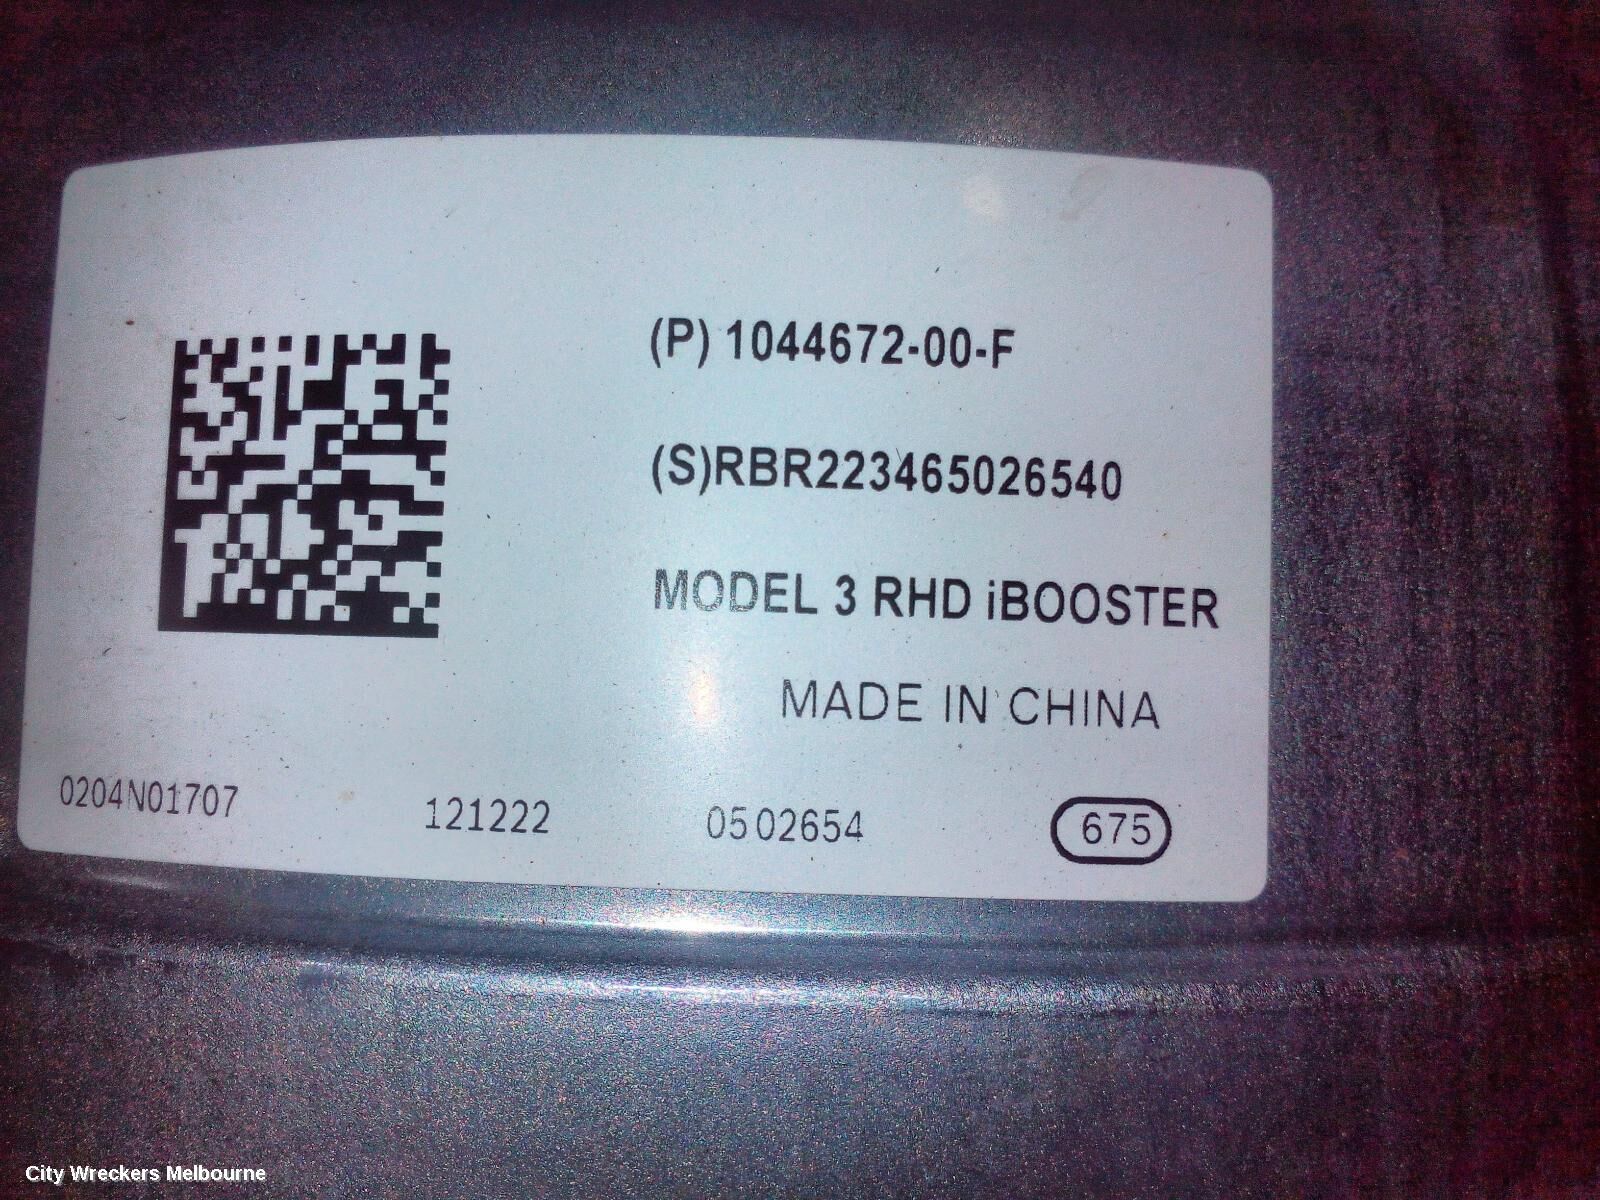 (P) 1044672-00-F
(S)RBR223465026540
MODEL 3 RHD iBOOSTER
MADE IN CHINA
0204N01707 121222 0502654 675
City Wreckers Melbourne